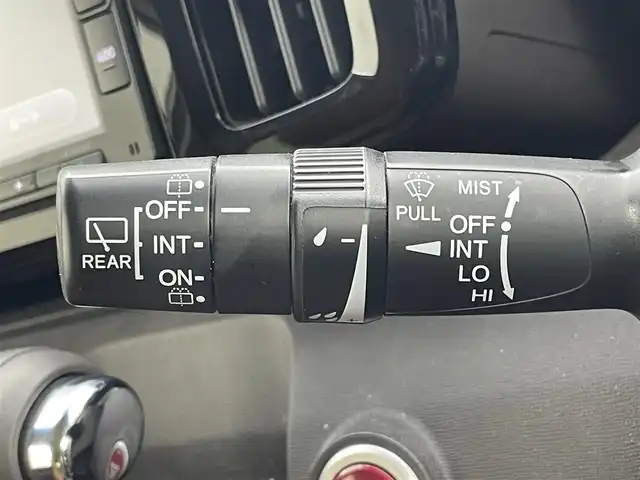 REAR
OFF
INT
ON
PULL
MIST
OFF
INT
LO
HI